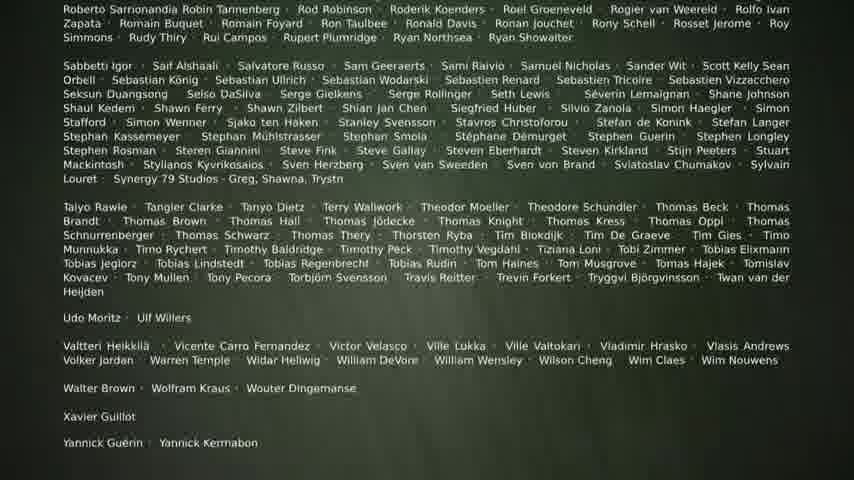 Roberto Sarnonandia Robin Tannenberg · Rod Robinson · Roderik Koenders · Roel Groeneveld · Rogier van Weereld · Rolfo Ivan
Zapata · Romain Buquet · Romain Foyard · Ron Taulbee · Ronald Davis · Ronan Jouchet · Rony Schell · Rosset Jerome · Roy
Simmons · Rudy Thiry · Rui Campos · Rupert Plumridge · Ryan Northsea · Ryan Showalter
Sabbetti Igor · Saif Alshaali · Salvatore Russo · Sam Geeraerts · Sami Raivio · Samuel Nicholas · Sander Wit · Scott Kelly Sean
Orbell · Sebastian König · Sebastian Ullrich · Sebastian Wodarski · Sebastien Renard · Sebastien Tricoire · Sebastien Vizzacchero
Seksun Duangsong · Selso DaSilva · Serge Gielkens · Serge Rollinger · Seth Lewis · Séverin Lemaignan · Shane Johnson
Shaul Kedem · Shawn Ferry · Shawn Zilbert · Shian Jan Chen · Siegfried Huber · Silvio Zanola · Simon Haegler · Simon
Stafford · Simon Wenner · Sjako ten Haken · Stanley Svensson · Stavros Christoforou · Stefan de Konink · Stefan Langer
Stephan Kassemeyer · Stephan Mühlstrasser · Stephan Smola · Stéphane Démurget · Stephen Guerin · Stephen Longley
Stephen Rosman · Steren Giannini · Steve Fink · Steve Gallay · Steven Eberhardt · Steven Kirkland · Stijn Peeters · Stuart
Mackintosh · Stylianos Kyvrikosaios · Sven Herzberg · Sven van Sweeden · Sven von Brand · Sviatoslav Chumakov · Sylvain
Louret · Synergy 79 Studios - Greg, Shawna, Trystn
Taiyo Rawle · Tangler Clarke · Tanyo Dietz · Terry Wallwork · Theodor Moeller · Theodore Schundler · Thomas Beck · Thomas
Brandt · Thomas Brown · Thomas Hall · Thomas Jödecke · Thomas Knight · Thomas Kress · Thomas Oppl · Thomas
Schnurrenberger · Thomas Schwarz · Thomas Thery · Thorsten Ryba · Tim Blokdijk · Tim De Graeve · Tim Gies · Timo
Munnukka · Timo Rychert · Timothy Baldridge · Timothy Peck · Timothy Vegdahl · Tiziana Loni · Tobi Zimmer · Tobias Elixmann
Tobias Jeglorz · Tobias Lindstedt · Tobias Regenbrecht · Tobias Rudin · Tom Haines · Tom Musgrove · Tomas Hajek · Tomislav
Kovacev · Tony Mullen · Tony Pecora · Torbjörn Svensson · Travis Reitter · Trevin Forkert · Tryggvi Björgvinsson · Twan van der
Heijden
Udo Moritz · Ulf Willers
Valtteri Heikkilä · Vicente Carro Fernandez · Victor Velasco · Ville Lukka · Ville Valtokari · Vladimir Hrasko · Vlasis Andrews
Volker Jordan · Warren Temple · Widar Hellwig · William DeVore · William Wensley · Wilson Cheng · Wim Claes · Wim Nouwens
Walter Brown · Wolfram Kraus · Wouter Dingemanse
Xavier Guillot
Yannick Guérin · Yannick Kermabon